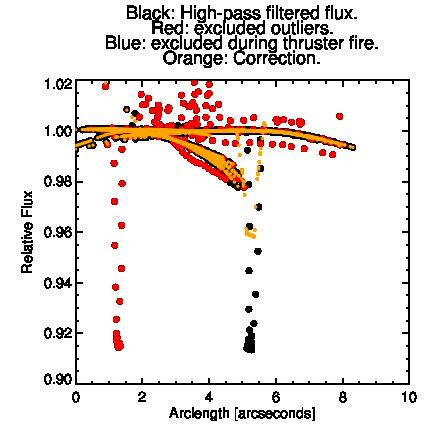 Black: High-pass filtered flux.
Red: excluded outliers.
Blue: excluded during thruster fire.
Orange: Correction.
1.02
1.00
0.98
0.96
0.94
0.92
0.90
Relative Flux
0 2 4 6 8 10
Arclength [arcseconds]